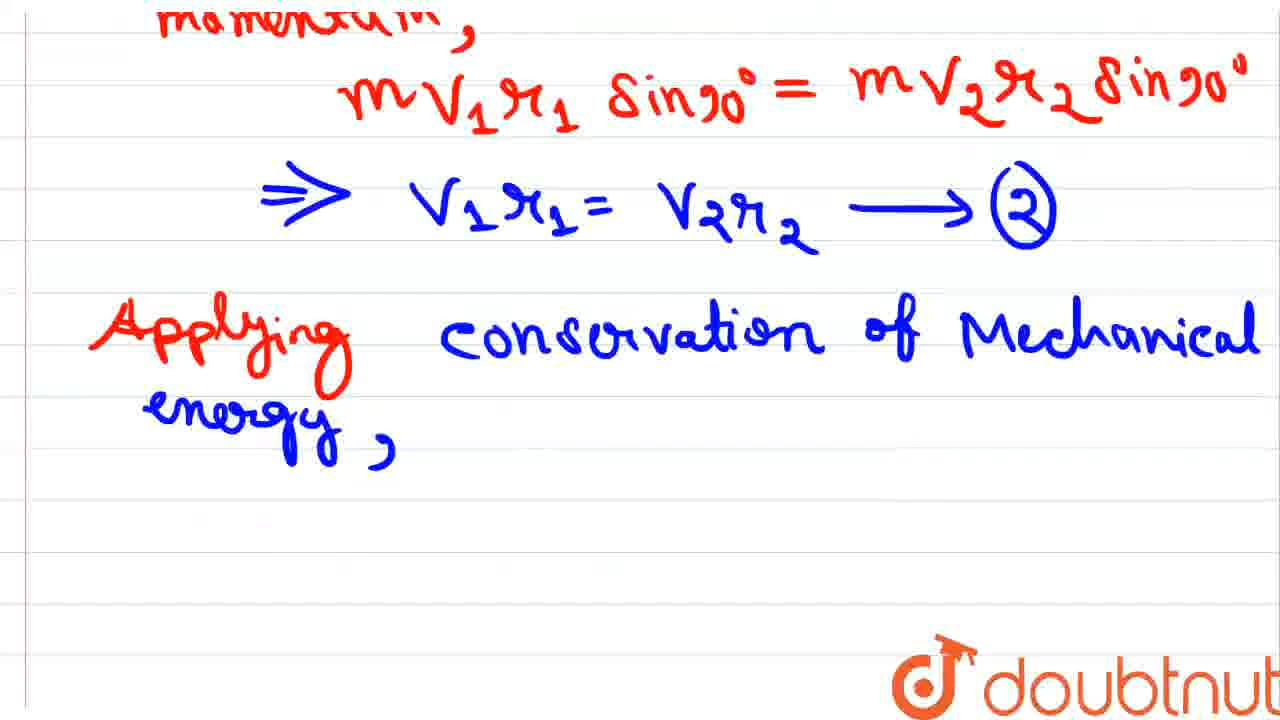 momentum,
mv₁r₁ sin90° = mv₂r₂ sin90°
⇒ v₁r₁ = v₂r₂ → ②
Applying conservation of Mechanical
energy,
doubtnut